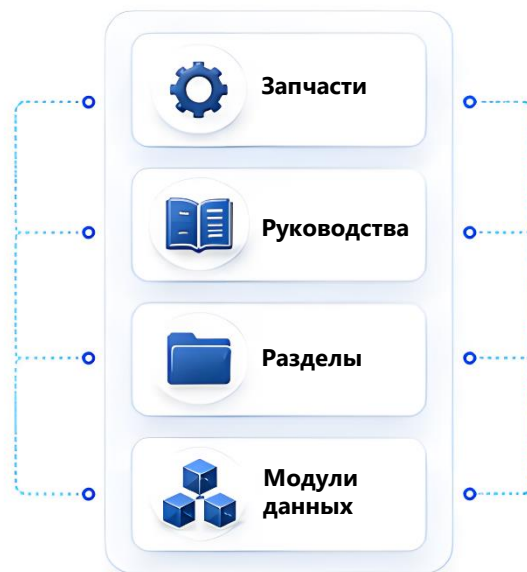 Запчасти
Руководства
Разделы
Модули
данных